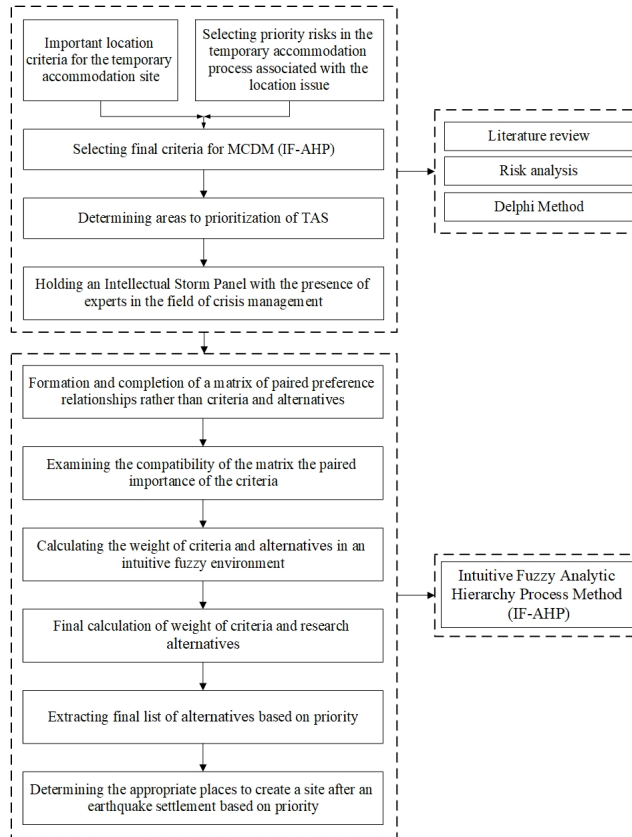 Important location
criteria for the temporary
accommodation site
Selecting priority risks in the
temporary accommodation
process associated with the
location issue
Selecting final criteria for MCDM (IF-AHP)
Determining areas to prioritization of TAS
Holding an Intellectual Storm Panel with the presence of
experts in the field of crisis management
Literature review
Risk analysis
Delphi Method
Formation and completion of a matrix of paired preference
relationships rather than criteria and alternatives
Examining the compatibility of the matrix the paired
importance of the criteria
Calculating the weight of criteria and alternatives in an
intuitive fuzzy environment
Final calculation of weight of criteria and research
alternatives
Extracting final list of alternatives based on priority
Determining the appropriate places to create a site after an
earthquake settlement based on priority
Intuitive Fuzzy Analytic
Hierarchy Process Method
(IF-AHP)